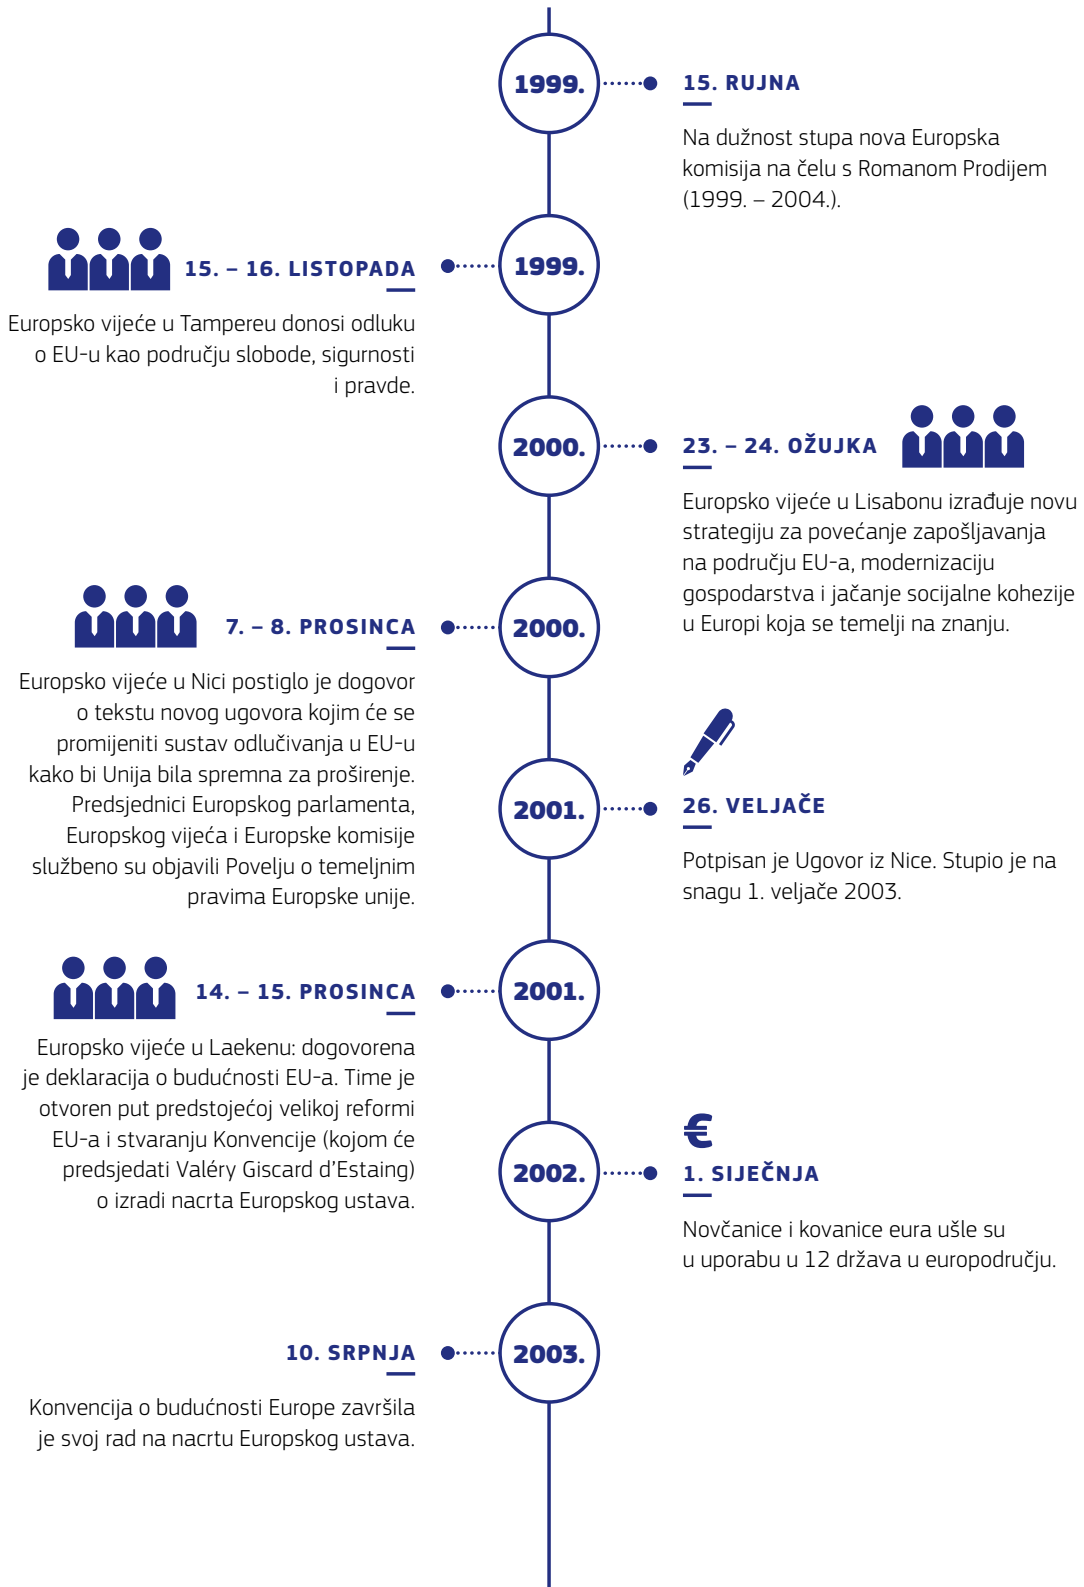 1999.
15. RUJNA
Na dužnost stupa nova Europska
komisija na čelu s Romanom Prodijem
(1999. – 2004.).
1999.
15. – 16. LISTOPADA
Europsko vijeće u Tampereu donosi odluku
o EU-u kao području slobode, sigurnosti
i pravde.
2000.
23. – 24. OŽUJKA
Europsko vijeće u Lisabonu izrađuje novu
strategiju za povećanje zapošljavanja
na području EU-a, modernizaciju
gospodarstva i jačanje socijalne kohezije
u Europi koja se temelji na znanju.
2000.
7. – 8. PROSINCA
Europsko vijeće u Nici postiglo je dogovor
o tekstu novog ugovora kojim će se
promijeniti sustav odlučivanja u EU-u
kako bi Unija bila spremna za proširenje.
Predsjednici Europskog parlamenta,
Europskog vijeća i Europske komisije
službeno su objavili Povelju o temeljnim
pravima Europske unije.
2001.
26. VELJAČE
Potpisan je Ugovor iz Nice. Stupio je na
snagu 1. veljače 2003.
2001.
14. – 15. PROSINCA
Europsko vijeće u Laekenu: dogovorena
je deklaracija o budućnosti EU-a. Time je
otvoren put predstojećoj velikoj reformi
EU-a i stvaranju Konvencije (kojom će
predsjedati Valéry Giscard d’Estaing)
o izradi nacrta Europskog ustava.
2002.
€
1. SIJEČNJA
Novčanice i kovanice eura ušle su
u uporabu u 12 država u europodručju.
2003.
10. SRPNJA
Konvencija o budućnosti Europe završila
je svoj rad na nacrtu Europskog ustava.